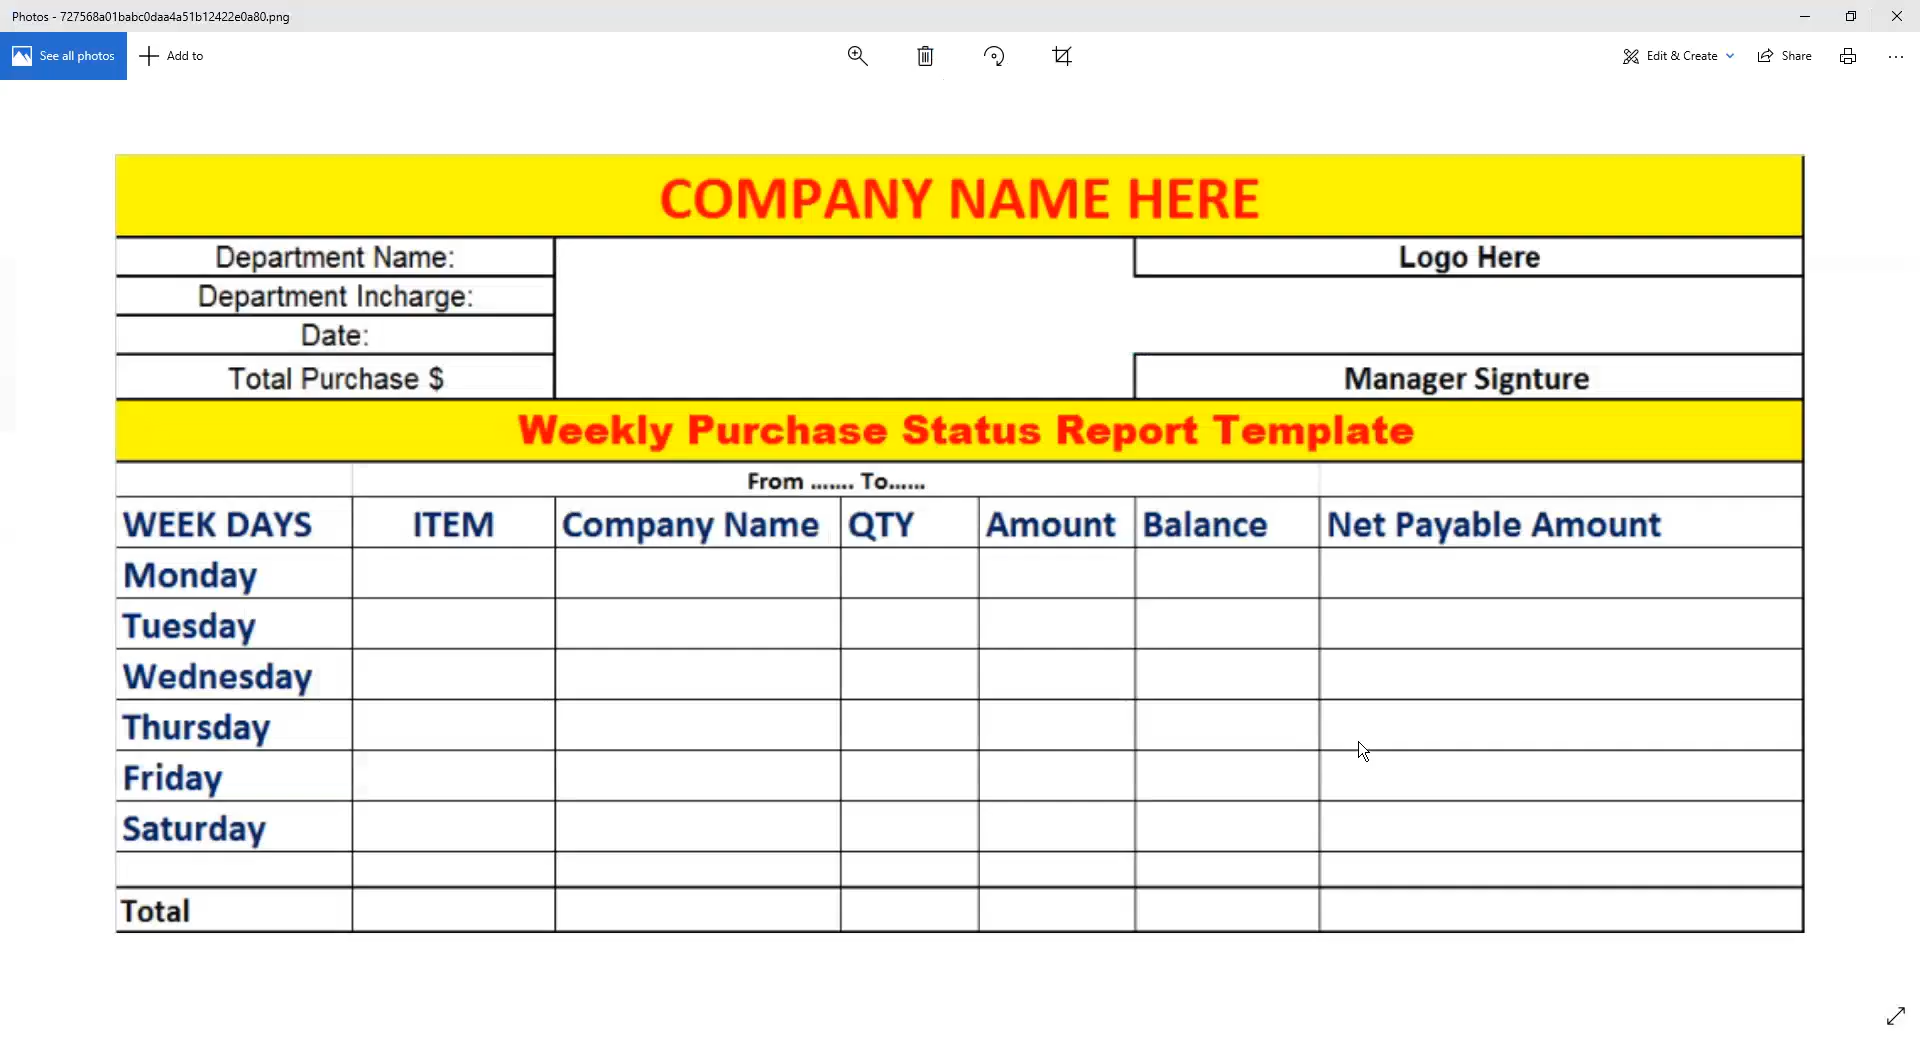 Photos - 727568a01babc0daa4a51b12422e0a80.png
See all photos
Add to
Edit & Create
Share
COMPANY NAME HERE
Department Name:
Logo Here
Department Incharge:
Date:
Total Purchase $
Manager Signture
Weekly Purchase Status Report Template
From ....... To......
WEEK DAYS ITEM Company Name QTY Amount Balance Net Payable Amount
Monday
Tuesday
Wednesday
Thursday
Friday
Saturday
Total